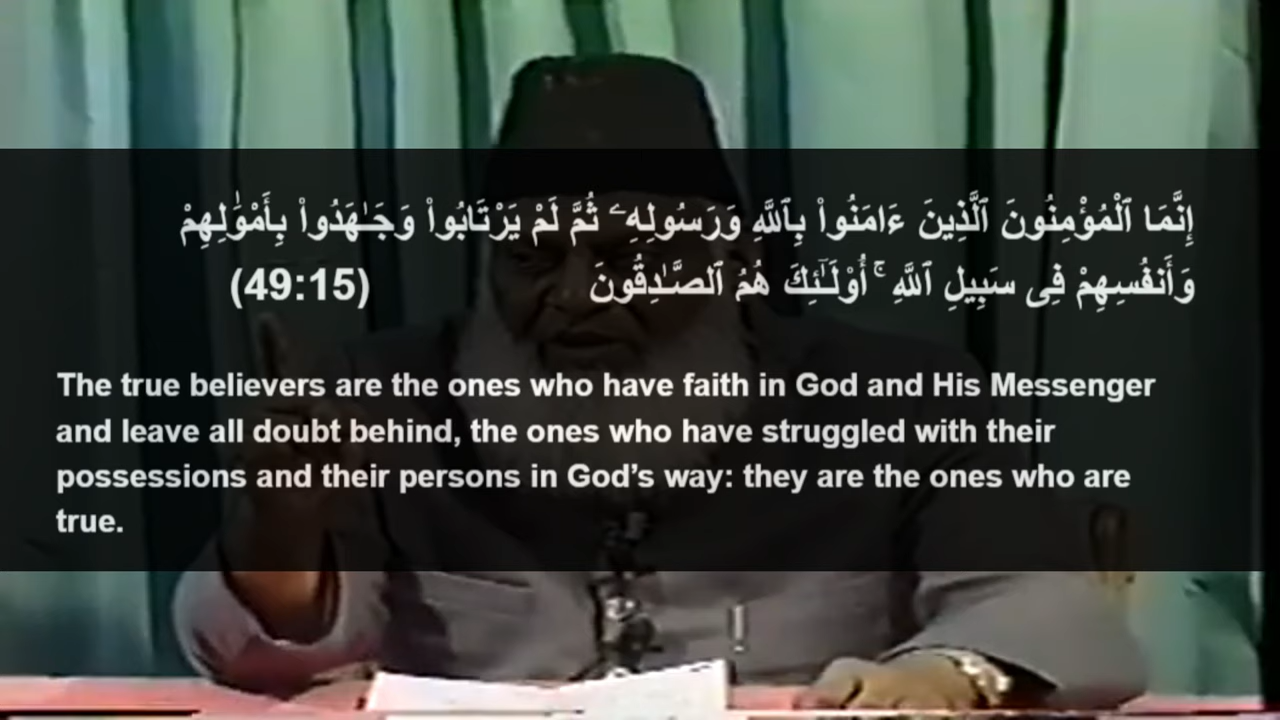 إِنَّمَا ٱلْمُؤْمِنُونَ ٱلَّذِينَ ءَامَنُوا۟ بِٱللَّهِ وَرَسُولِهِۦ ثُمَّ لَمْ يَرْتَابُوا۟ وَجَـٰهَدُوا۟ بِأَمْوَٰلِهِمْ
وَأَنفُسِهِمْ فِى سَبِيلِ ٱللَّهِ ۚ أُو۟لَـٰٓئِكَ هُمُ ٱلصَّـٰدِقُونَ (49:15)
The true believers are the ones who have faith in God and His Messenger
and leave all doubt behind, the ones who have struggled with their
possessions and their persons in God’s way: they are the ones who are
true.